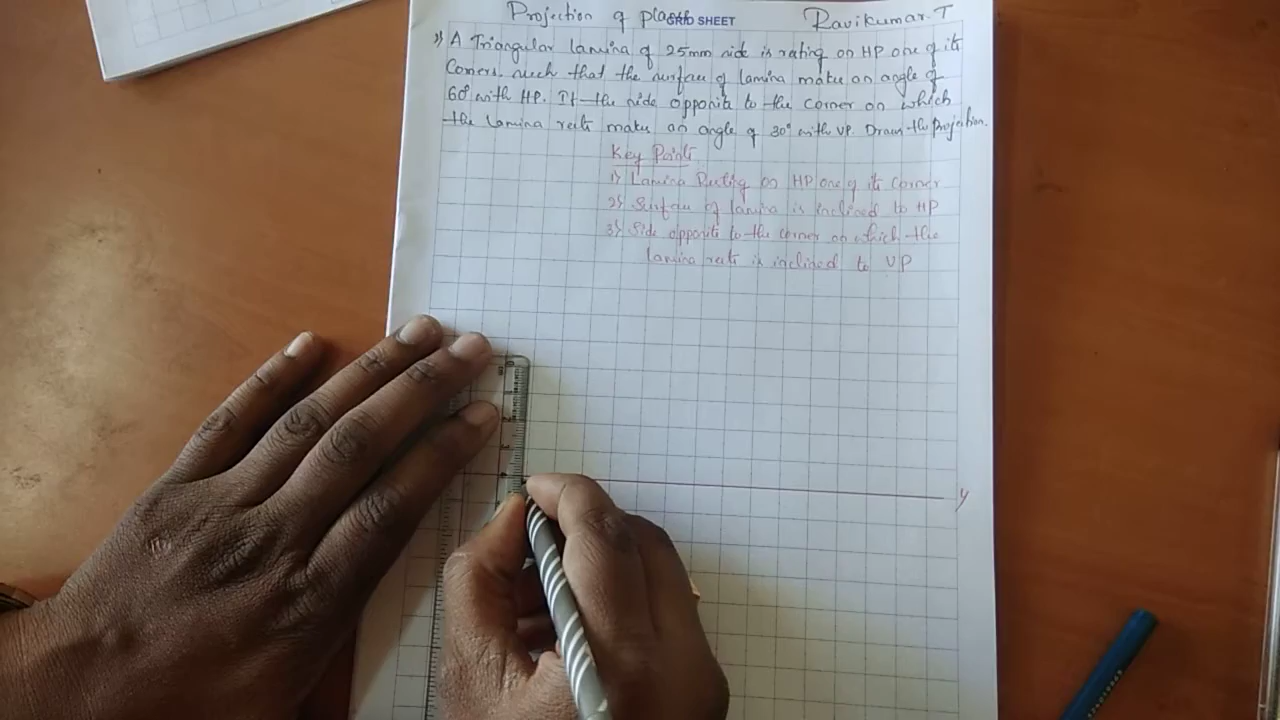 Projection of planes GRID SHEET Ravikumar.T
1) A Triangular lamina of 25mm side is resting on HP one of its
Corners. such that the surface of lamina makes an angle of
60° with HP. If the side opposite to the corner on which
the lamina rests makes an angle of 30° with VP. Draw the projection.
Key Points
1) Lamina Resting on HP one of its corner
2) Surface of lamina is inclined to HP
3) Side opposite to the corner on which the
lamina rests is inclined to VP
y